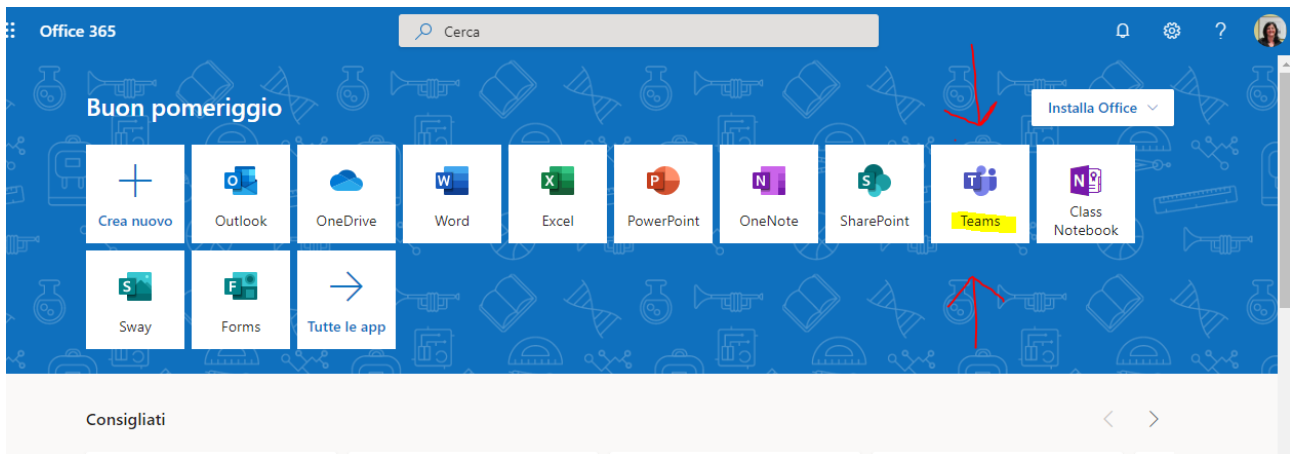 Office 365
Cerca
Buon pomeriggio
Installa Office
Crea nuovo
Outlook
OneDrive
Word
Excel
PowerPoint
OneNote
SharePoint
Teams
Class
Notebook
Sway
Forms
Tutte le app
Consigliati